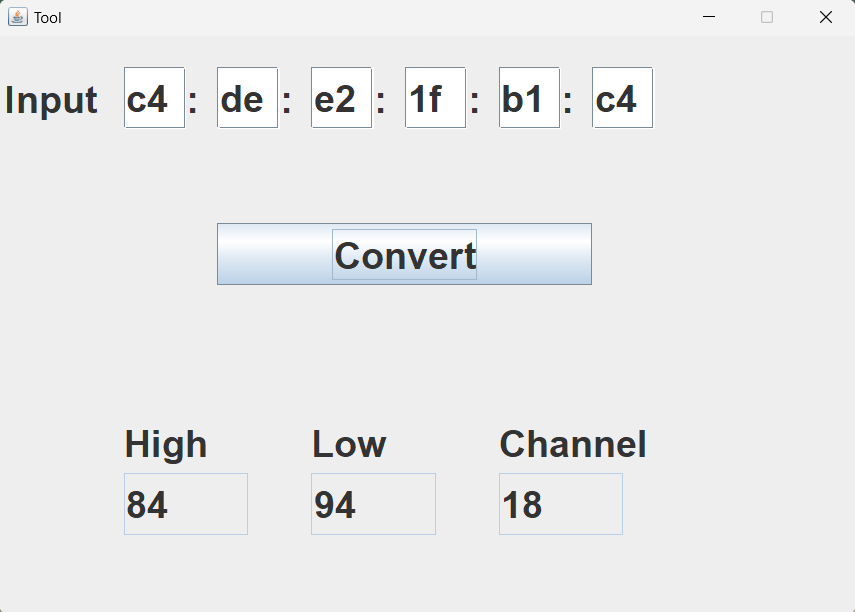 Tool
Input c4 : de : e2 : 1f : b1 : c4
Convert
High Low Channel
84 94 18